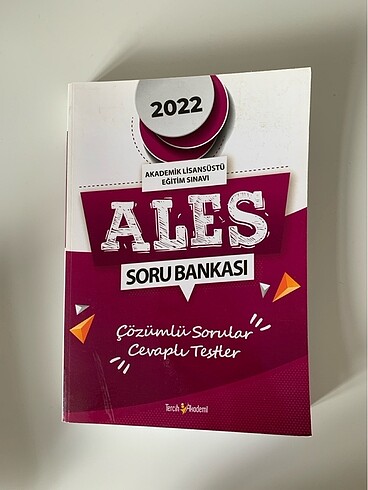 2022
AKADEMİK LİSANSÜSTÜ
EĞİTİM SINAVI
ALES
SORU BANKASI
Çözümlü Sorular
Cevaplı Testler
Tercih Akademi